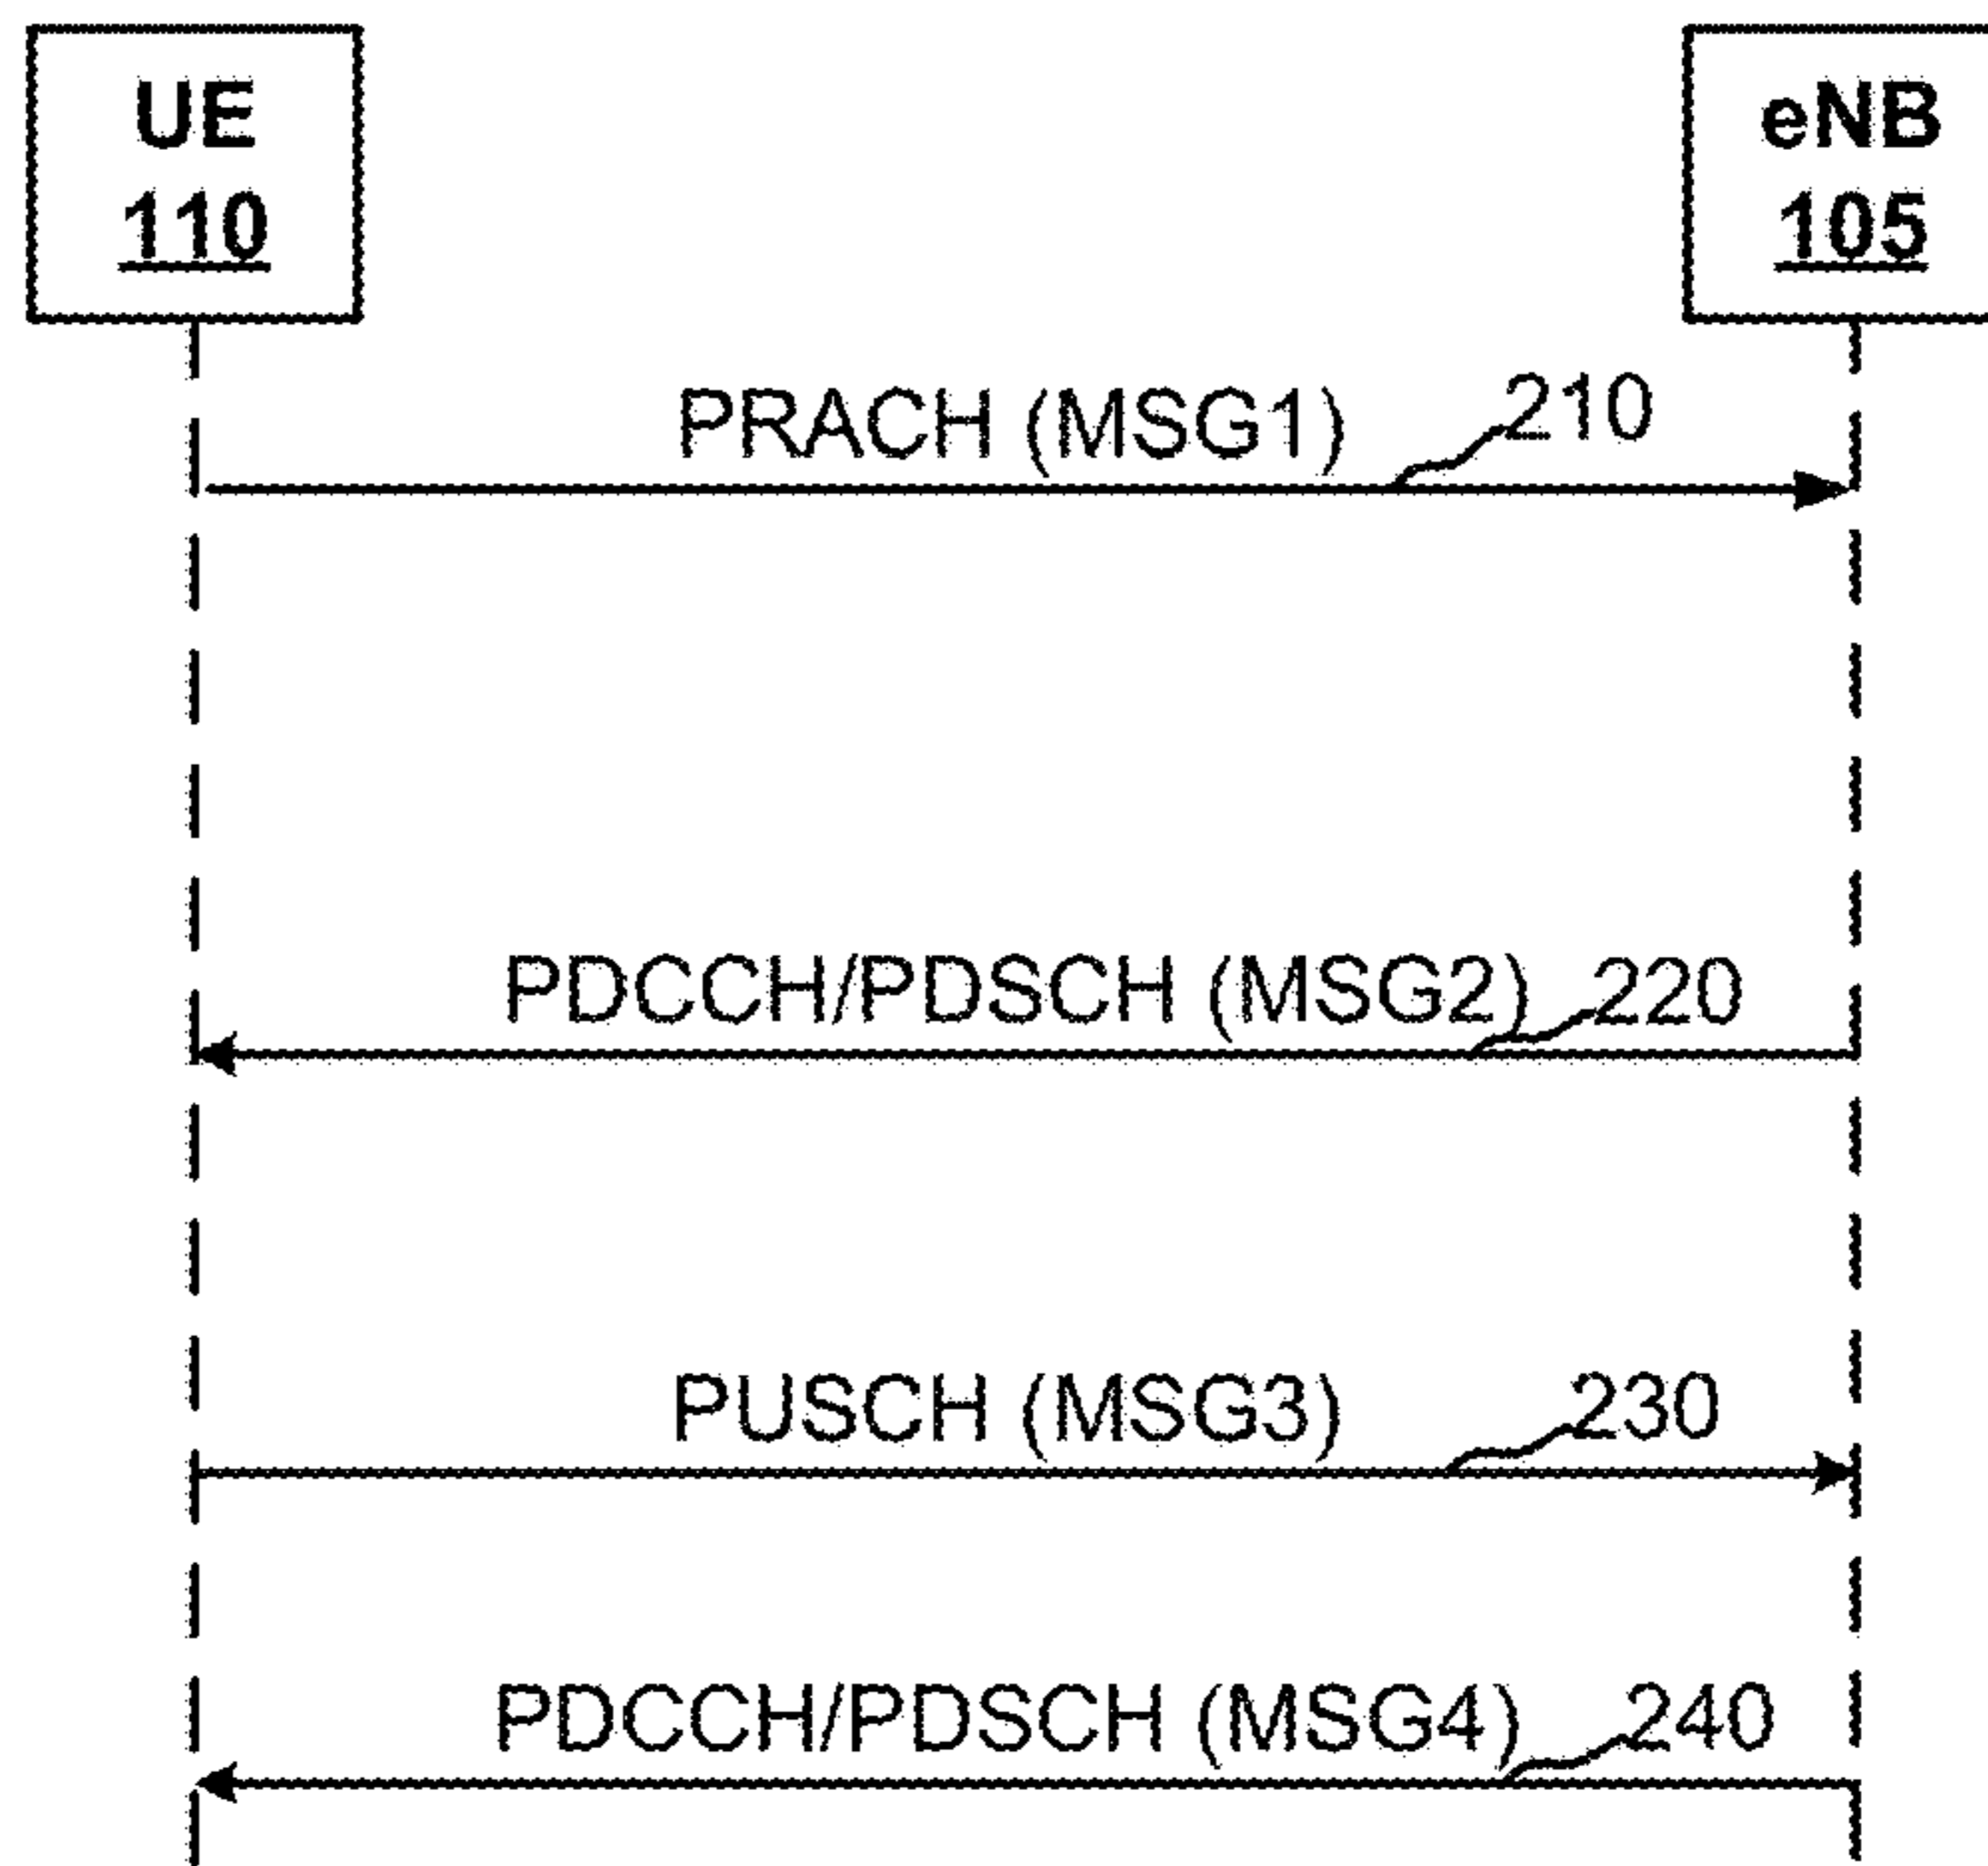 UE
110
eNB
105
PRACH (MSG1) 210
PDCCH/PDSCH (MSG2) 220
PUSCH (MSG3) 230
PDCCH/PDSCH (MSG4) 240